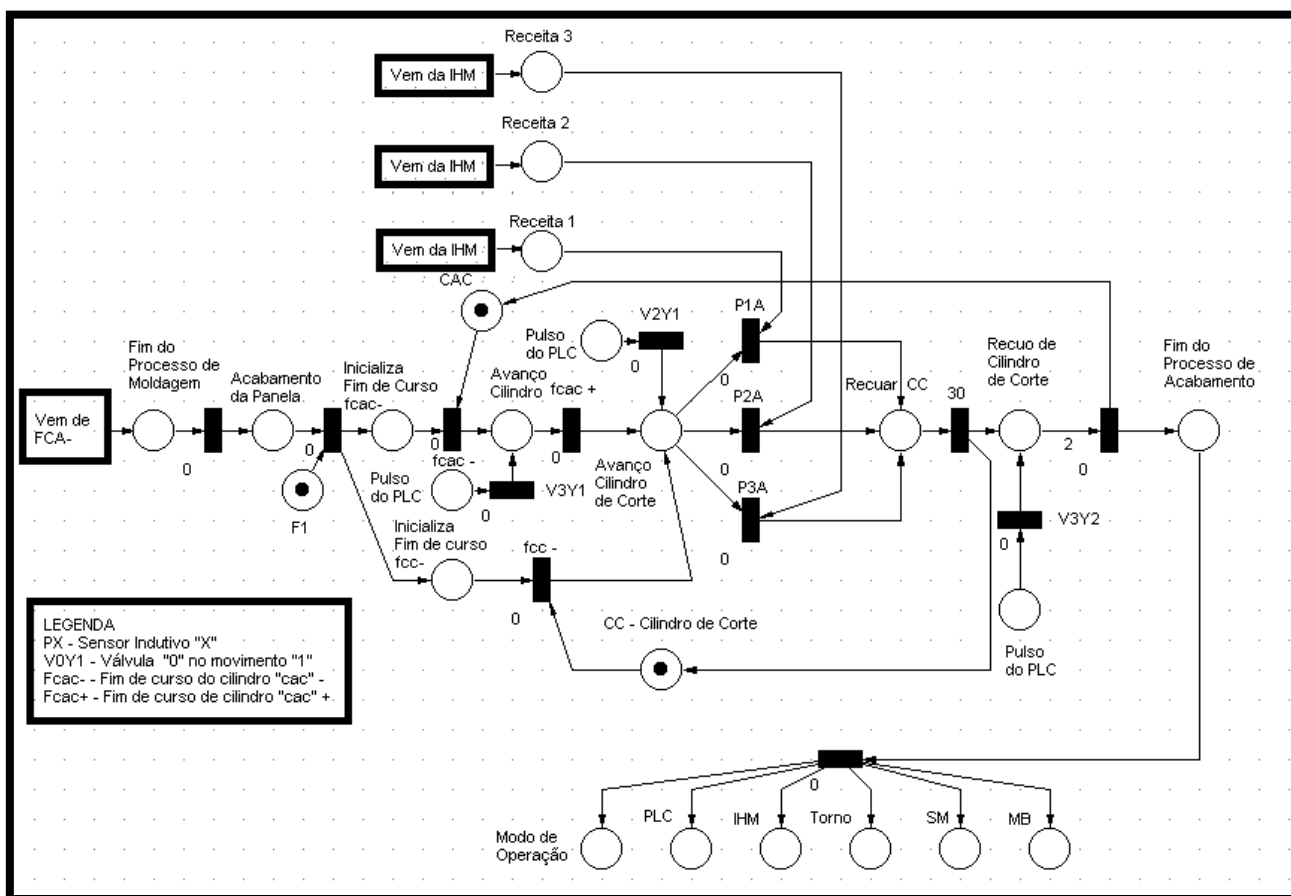 Receita 3
Vem da IHM
Receita 2
Vem da IHM
Receita 1
Vem da IHM
CAC
V2Y1
P1A
Pulso
do PLC
0
0
Fim do
Processo de
Moldagem
Acabamento
da Panela
Inicializa
Fim de Curso
fcac-
Avanço
Cilindro
fcac +
Recuar CC
P2A
30
Recuo de
Cilindro
de Corte
Fim do
Processo de
Acabamento
Vem de
FCA-
0
0
0
fcac -
0
0
2
0
F1
Pulso
do PLC
0
V3Y1
Avanço
Cilindro
de Corte
P3A
0
V3Y2
0
Inicializa
Fim de curso
fcc-
fcc -
0
CC - Cilindro de Corte
Pulso
do PLC
LEGENDA
PX - Sensor Indutivo "X"
V0Y1 - Válvula "0" no movimento "1"
Fcac- - Fim de curso do cilindro "cac" -
Fcac+ - Fim de curso de cilindro "cac" +
0
Modo de
Operação
PLC
IHM
Torno
SM
MB